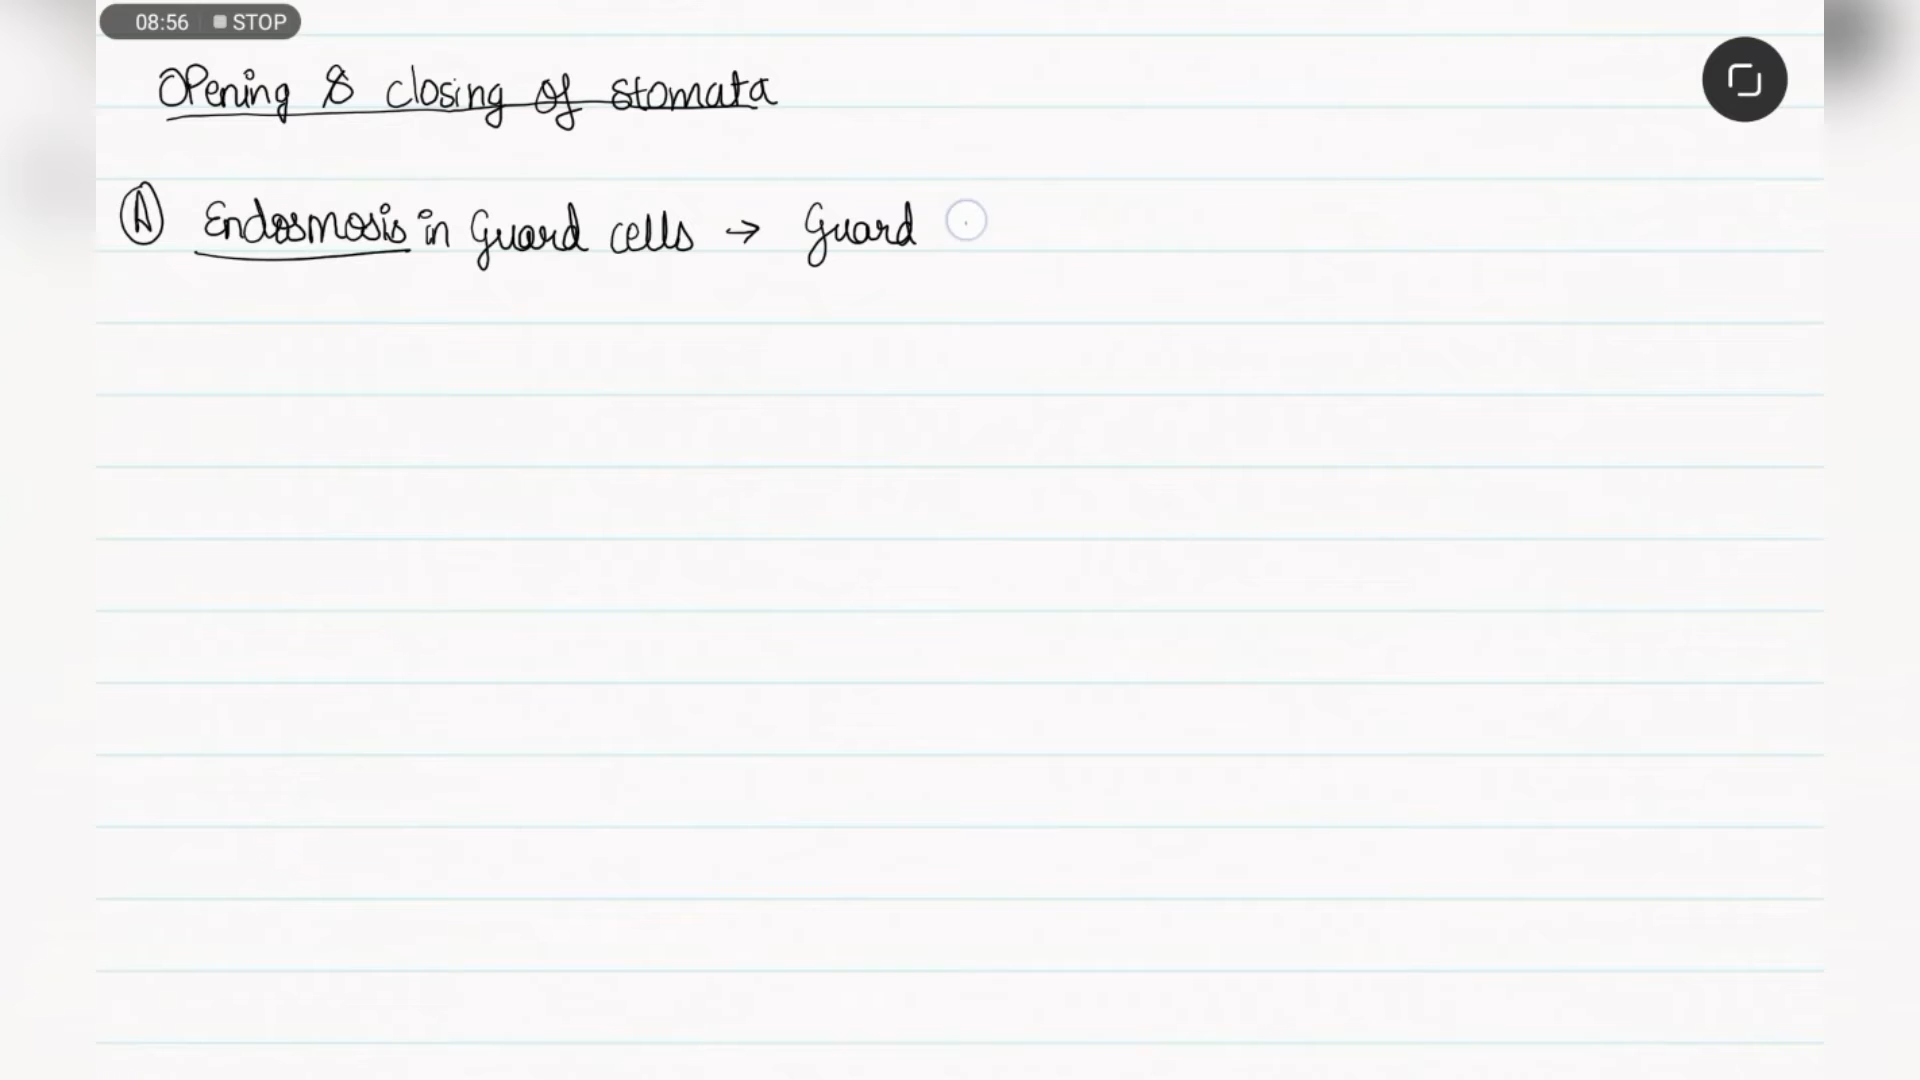 08:56 STOP
Opening & closing of stomata
Ⓐ Endosmosis in Guard cells → Guard